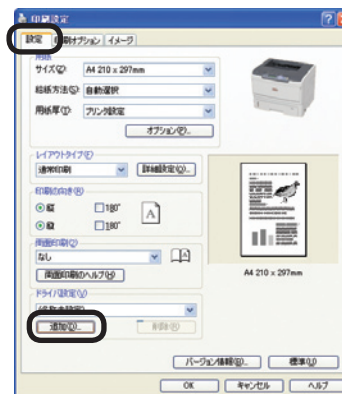 印刷設定
設定 印刷オプション イメージ
用紙
サイズ(Z): A4 210 x 297mm
給紙方法(S): 自動選択
用紙厚(T): プリンタ設定
オプション(P)...
レイアウトタイプ(F)
通常印刷 詳細設定(O)...
印刷の向き(R)
縦 180°
縦 180°
A
両面印刷(2)
なし
両面印刷のヘルプ(H)
A4 210 x 297mm
ドライバ設定(V)
追加(D)... 削除(R)
バージョン情報(B)... 標準(U)
OK キャンセル ヘルプ